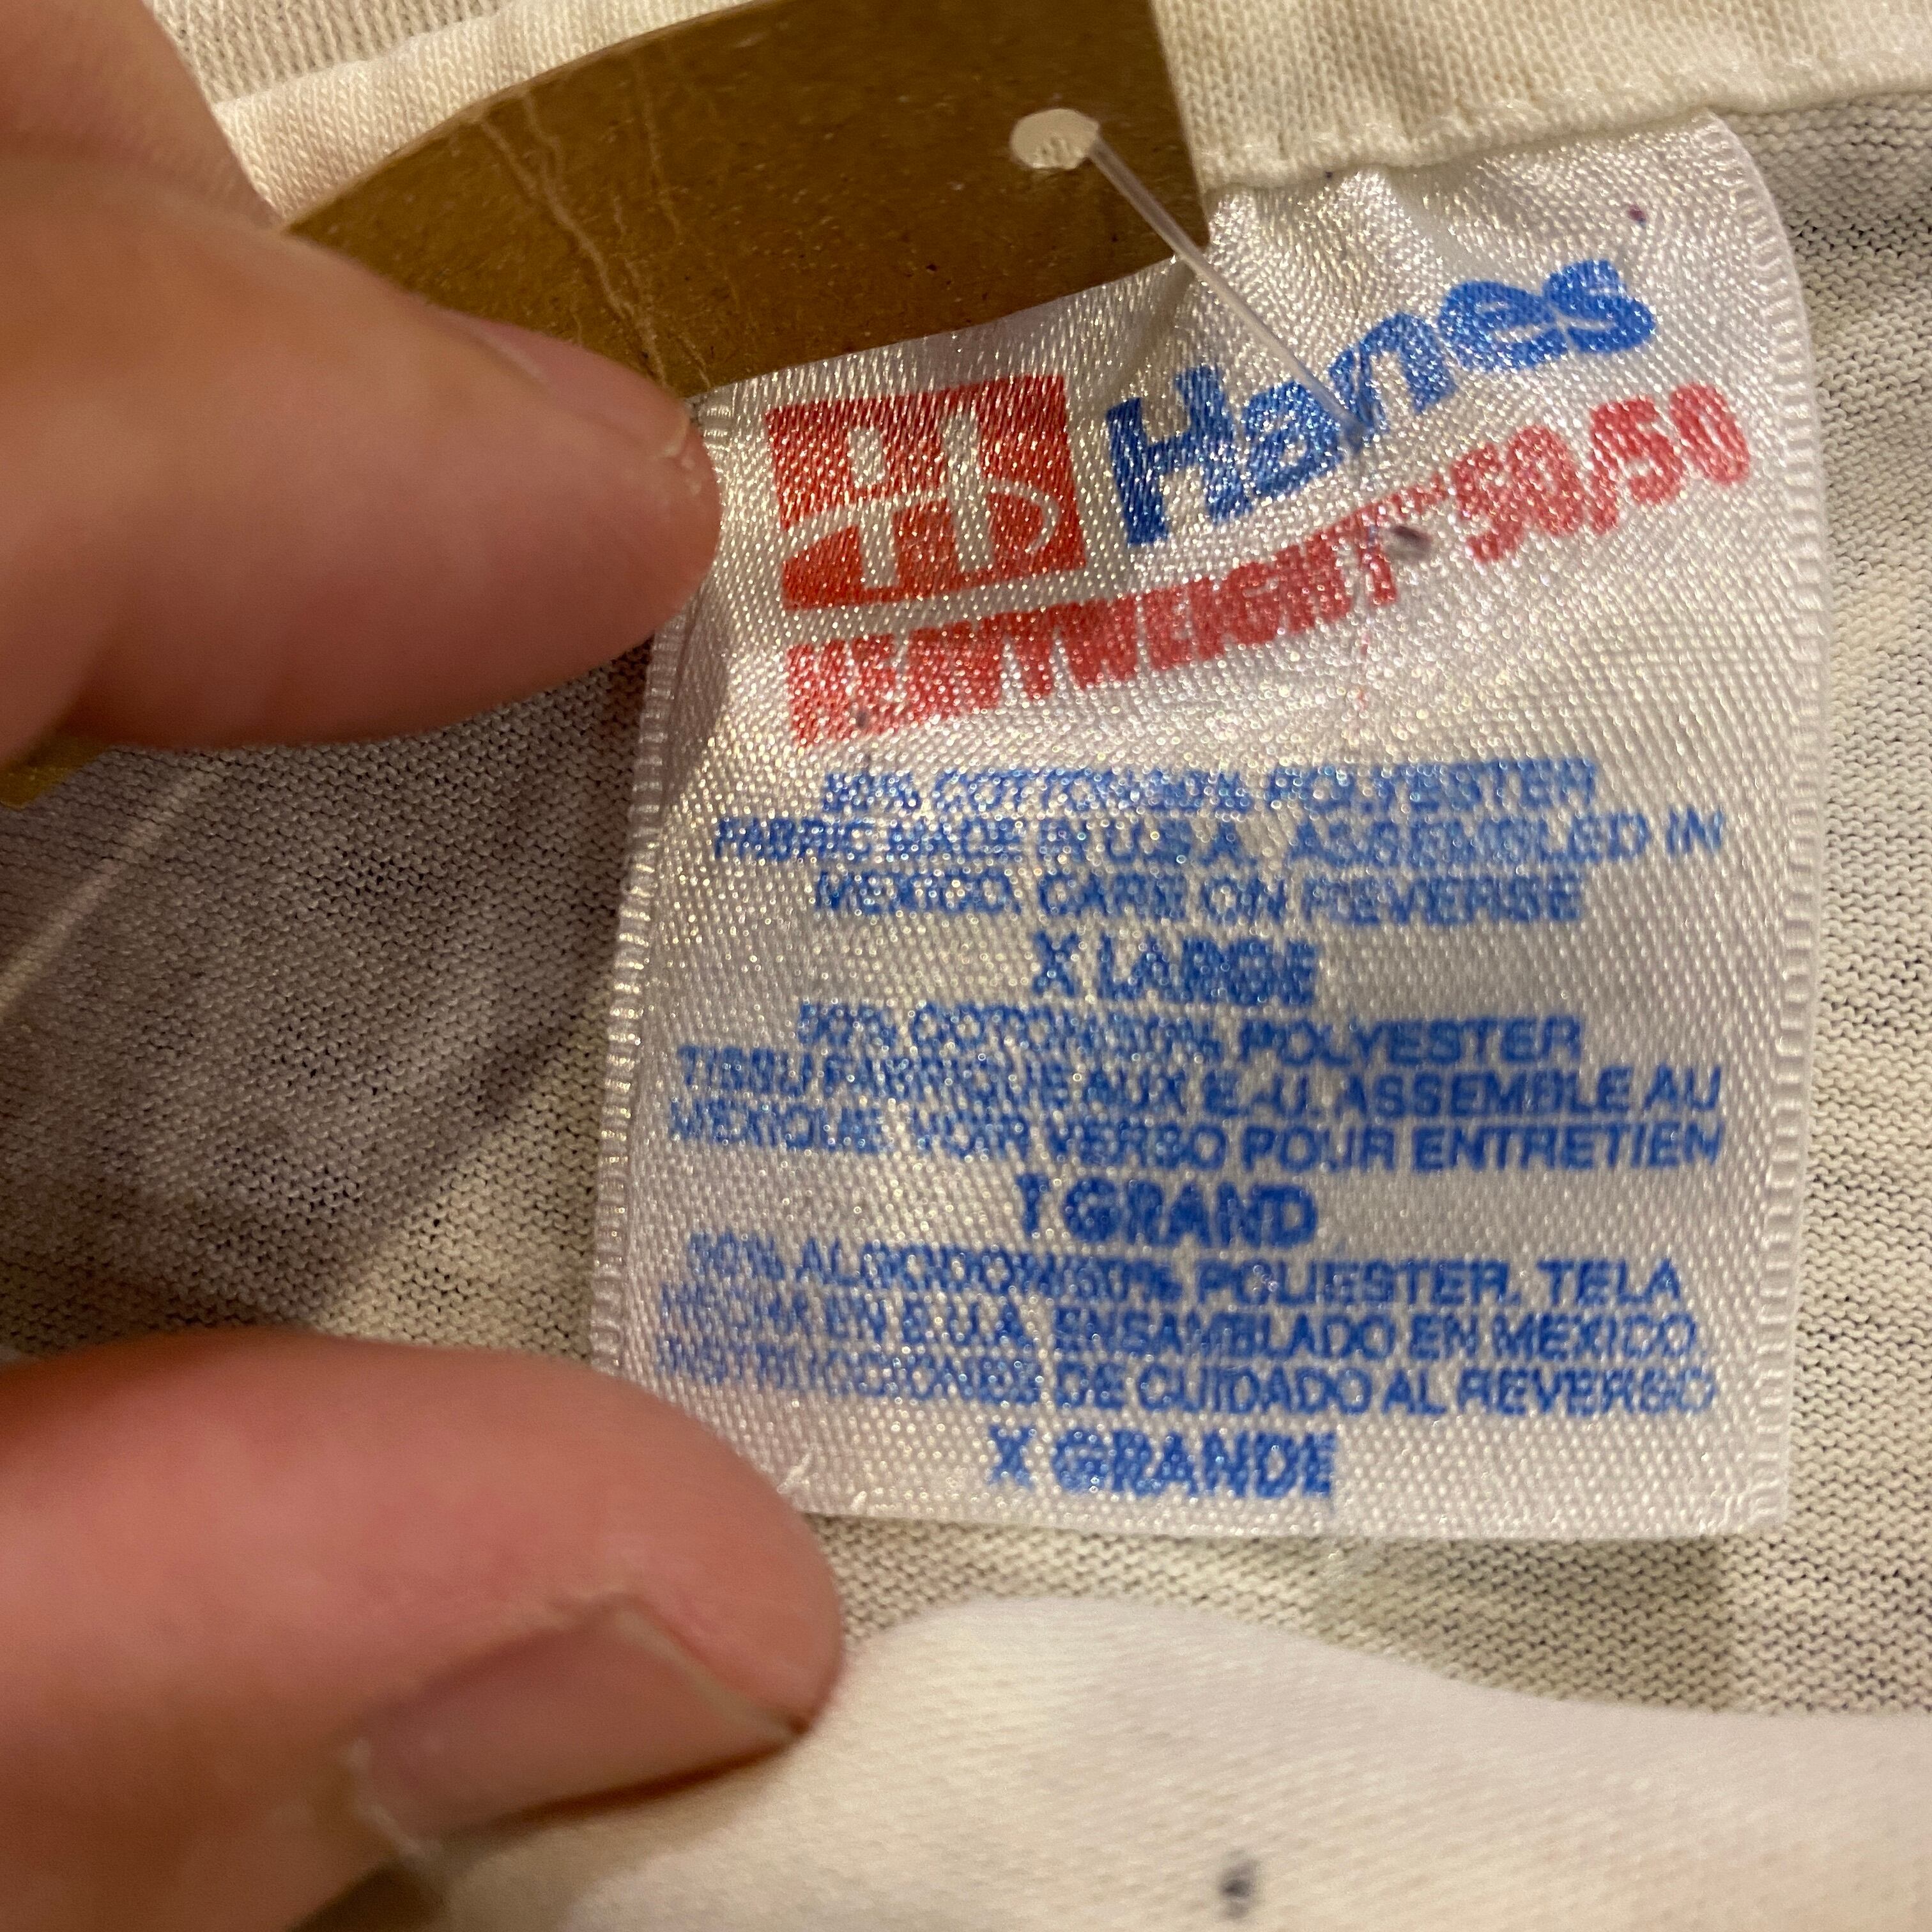 H Hanes
HEAVYWEIGHT™ 50/50
50% COTTON/50% POLYESTER
FABRIC MADE IN U.S.A. ASSEMBLED IN
MEXICO. CARE ON REVERSE
X LARGE
50% COTTON/50% POLYESTER
TISSU FABRIQUE AUX E.-U. ASSEMBLE AU
MEXIQUE. VOIR VERSO POUR ENTRETIEN
T GRAND
50% ALGODON/50% POLIESTER. TELA
EN E.U.A. ENSAMBLADO EN MEXICO.
INSTRUCCIONES DE CUIDADO AL REVERSO
X GRANDE